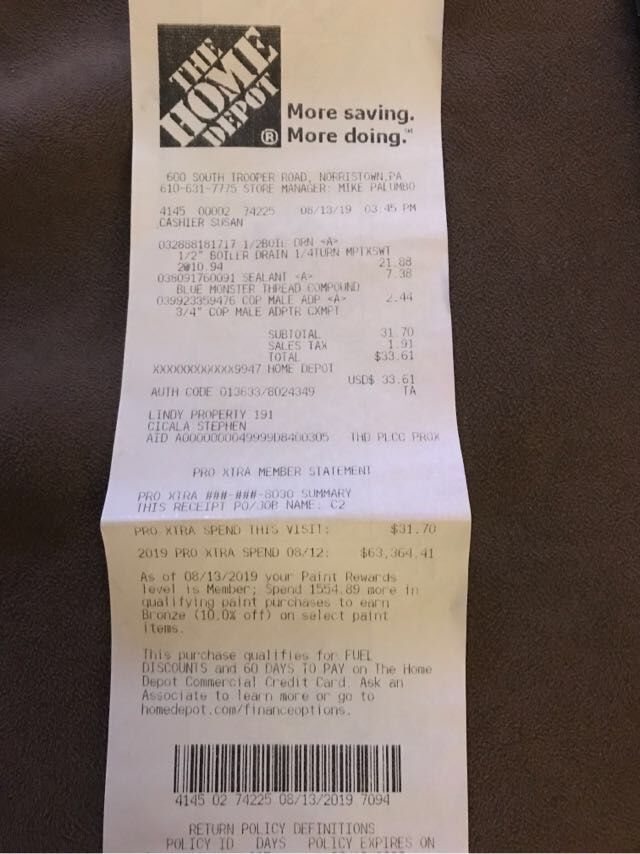 THE
HOME
DEPOT
®
More saving.
More doing.℠
600 SOUTH TROOPER ROAD, NORRISTOWN,PA
610-631-7775 STORE MANAGER: MIKE PALUMBO
4145 00002 74225 08/13/19 03:45 PM
CASHIER SUSAN
032888181717 1/2BOIL DRN <A>
1/2" BOILER DRAIN 1/4TURN MPTXSWT
2@10.94 21.88
038091760091 SEALANT <A> 7.38
BLUE MONSTER THREAD COMPOUND
039923359476 COP MALE ADP <A> 2.44
3/4" COP MALE ADPTR CXMPT
SUBTOTAL 31.70
SALES TAX 1.91
TOTAL $33.61
XXXXXXXXXXXX9947 HOME DEPOT
USD$ 33.61
AUTH CODE 013633/8024349 TA
LINDY PROPERTY 191
CICALA STEPHEN
AID A0000000049999D8400305 THD PLCC PROX
PRO XTRA MEMBER STATEMENT
PRO XTRA ###-###-8030 SUMMARY
THIS RECEIPT PO/JOB NAME: C2
PRO XTRA SPEND THIS VISIT: $31.70
2019 PRO XTRA SPEND 08/12: $63,364.41
As of 08/13/2019 your Paint Rewards
level is Member; Spend 1554.89 more in
qualifying paint purchases to earn
Bronze (10.0% off) on select paint
items.
This purchase qualifies for FUEL
DISCOUNTS and 60 DAYS TO PAY on The Home
Depot Commercial Credit Card. Ask an
Associate to learn more or go to
homedepot.com/financeoptions.
4145 02 74225 08/13/2019 7094
RETURN POLICY DEFINITIONS
POLICY ID DAYS POLICY EXPIRES ON